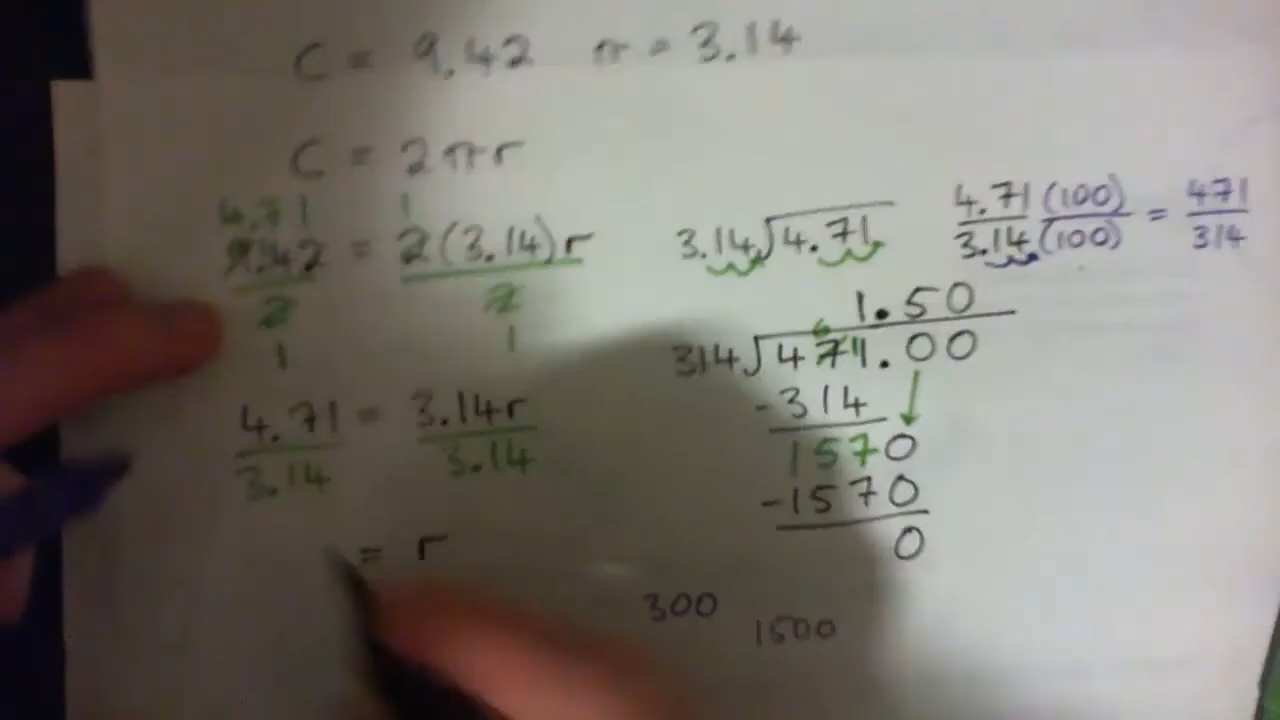 C = 9.42 π = 3.14
C = 2πr
4.71 1
9.42 = 2(3.14)r
2 2
1 1
4.71 = 3.14r
3.14 3.14
= r
3.14)4.71
4.71(100) = 471
3.14(100) 314
1.50
6 11
314)471.00
-314
1570
-1570
0
300
1500